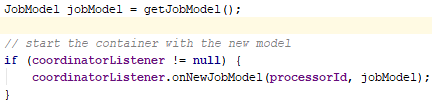 JobModel jobModel = getJobModel();
// start the container with the new model
if (coordinatorListener != null) {
    coordinatorListener.onNewJobModel(processorId, jobModel);
}